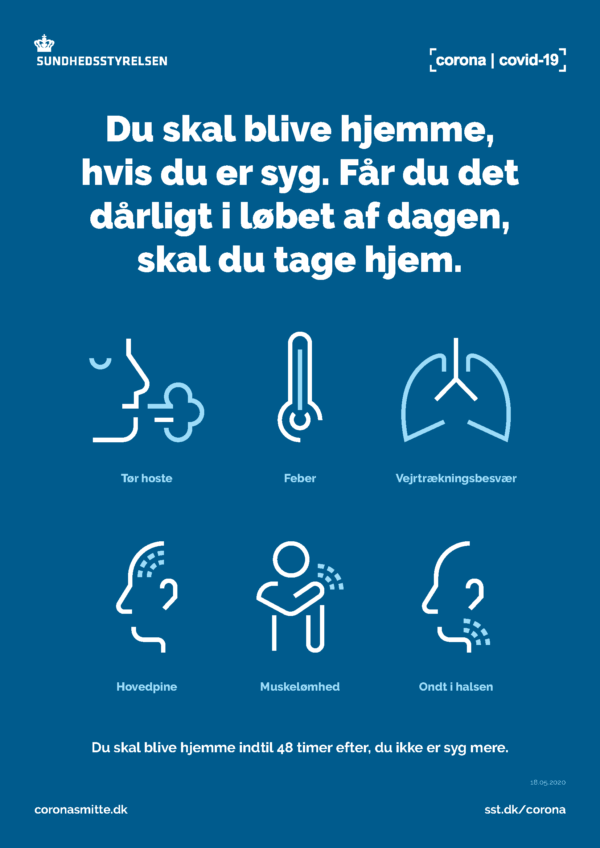 SUNDHEDSSTYRELSEN
corona | covid-19
Du skal blive hjemme,
hvis du er syg. Får du det
dårligt i løbet af dagen,
skal du tage hjem.
Tør hoste
Feber
Vejrtrækningsbesvær
Hovedpine
Muskelømhed
Ondt i halsen
Du skal blive hjemme indtil 48 timer efter, du ikke er syg mere.
18.05.2020
coronasmitte.dk
sst.dk/corona